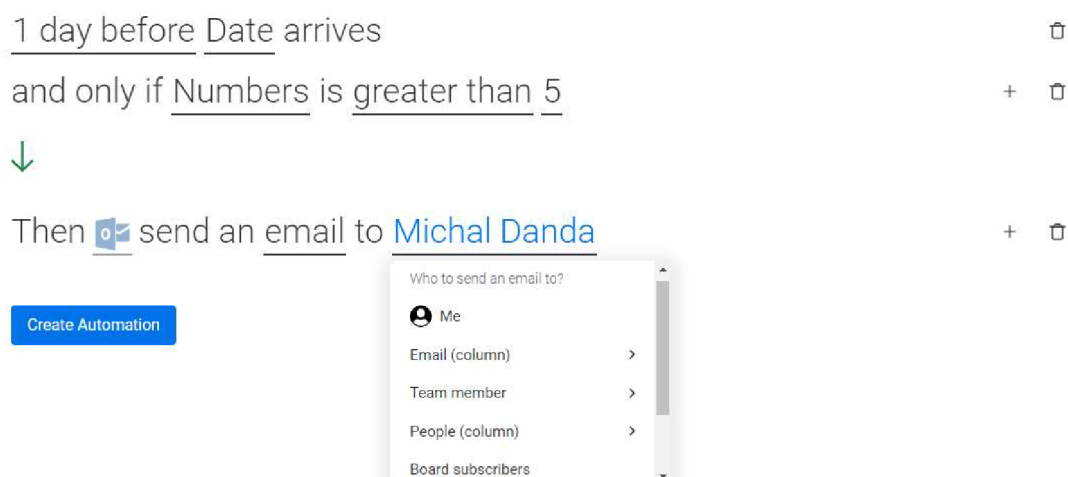 1 day before Date arrives
and only if Numbers is greater than 5
Then send an email to Michal Danda
Who to send an email to?
Me
Create Automation
Email (column)
Team member
People (column)
Board subscribers